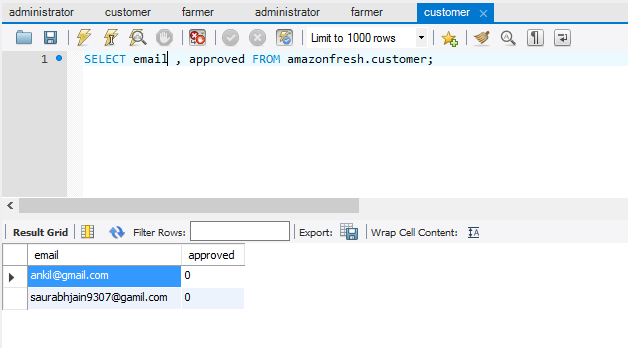 administrator customer farmer administrator farmer customer
Limit to 1000 rows
1 SELECT email , approved FROM amazonfresh.customer;
Result Grid Filter Rows: Export: Wrap Cell Content:
email approved
ankil@gmail.com 0
saurabhjain9307@gamil.com 0